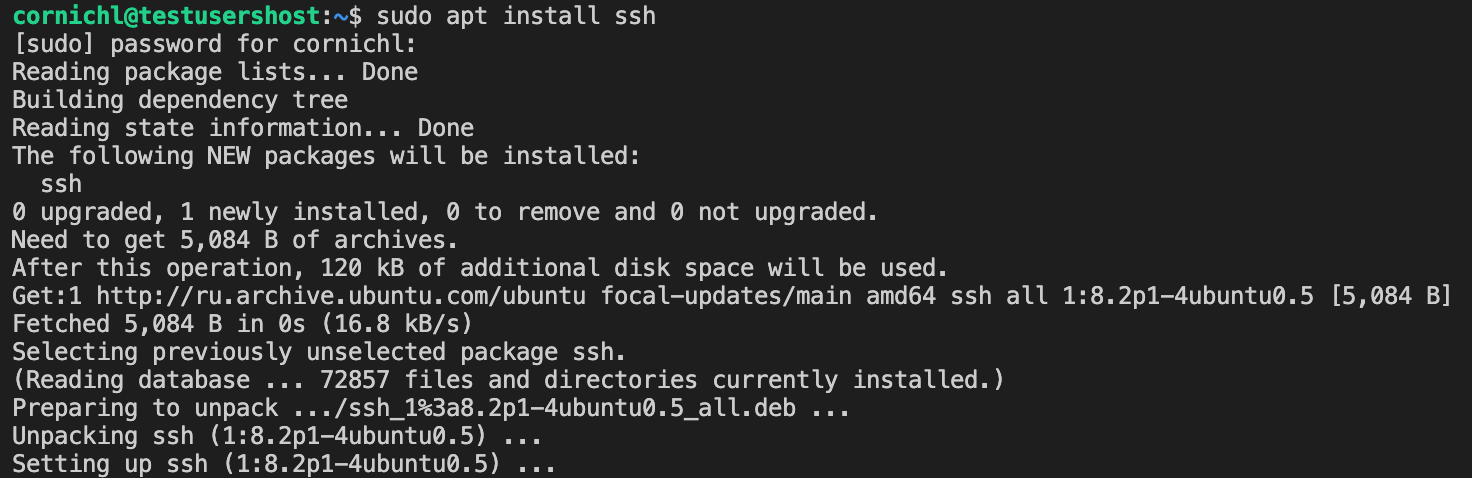 cornichl@testusershost:~$ sudo apt install ssh
[sudo] password for cornichl:
Reading package lists... Done
Building dependency tree
Reading state information... Done
The following NEW packages will be installed:
  ssh
0 upgraded, 1 newly installed, 0 to remove and 0 not upgraded.
Need to get 5,084 B of archives.
After this operation, 120 kB of additional disk space will be used.
Get:1 http://ru.archive.ubuntu.com/ubuntu focal-updates/main amd64 ssh all 1:8.2p1-4ubuntu0.5 [5,084 B]
Fetched 5,084 B in 0s (16.8 kB/s)
Selecting previously unselected package ssh.
(Reading database ... 72857 files and directories currently installed.)
Preparing to unpack .../ssh_1%3a8.2p1-4ubuntu0.5_all.deb ...
Unpacking ssh (1:8.2p1-4ubuntu0.5) ...
Setting up ssh (1:8.2p1-4ubuntu0.5) ...